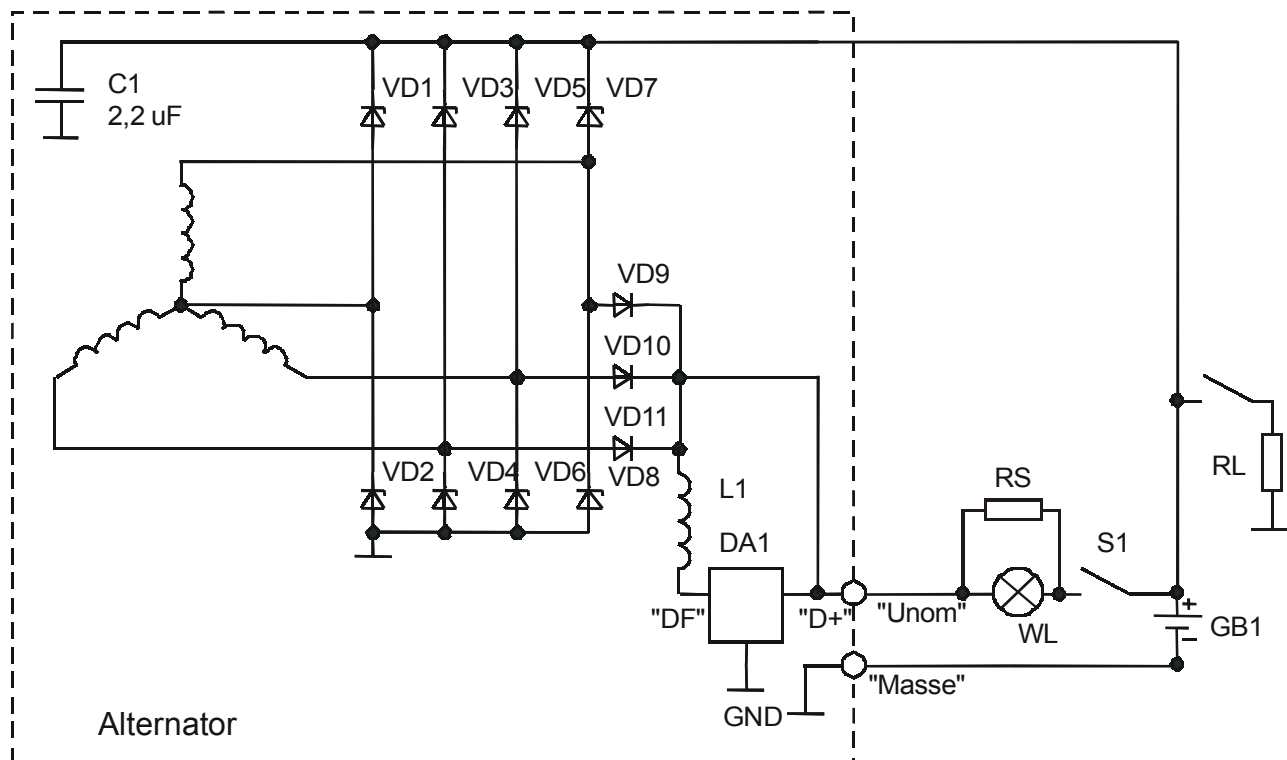 C1
2,2 uF
VD1
VD3
VD5
VD7
VD9
VD10
VD11
VD2
VD4
VD6
VD8
L1
DA1
"DF"
"D+"
"Unom"
RS
WL
S1
RL
+
GB1
−
"Masse"
GND
Alternator